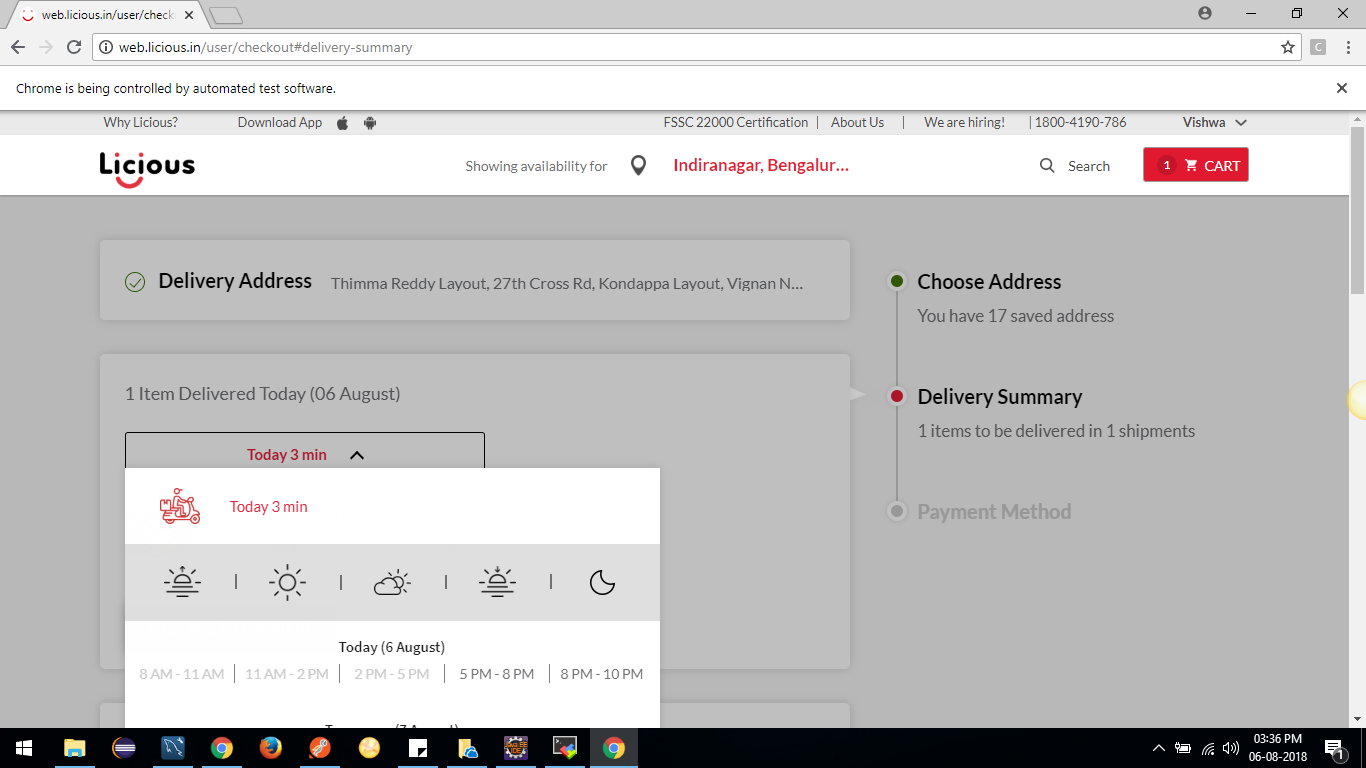 web.licious.in/user/check
web.licious.in/user/checkout#delivery-summary
C
Chrome is being controlled by automated test software.
Why Licious? Download App FSSC 22000 Certification | About Us | We are hiring! | 1800-4190-786 Vishwa
Licious Showing availability for Indiranagar, Bengalur... Search 1 CART
Delivery Address Thimma Reddy Layout, 27th Cross Rd, Kondappa Layout, Vignan N...
Choose Address
You have 17 saved address
1 Item Delivered Today (06 August)
Delivery Summary
1 items to be delivered in 1 shipments
Today 3 min
Today 3 min
Payment Method
Today (6 August)
8 AM - 11 AM | 11 AM - 2 PM | 2 PM - 5 PM | 5 PM - 8 PM | 8 PM - 10 PM
03:36 PM
06-08-2018
1